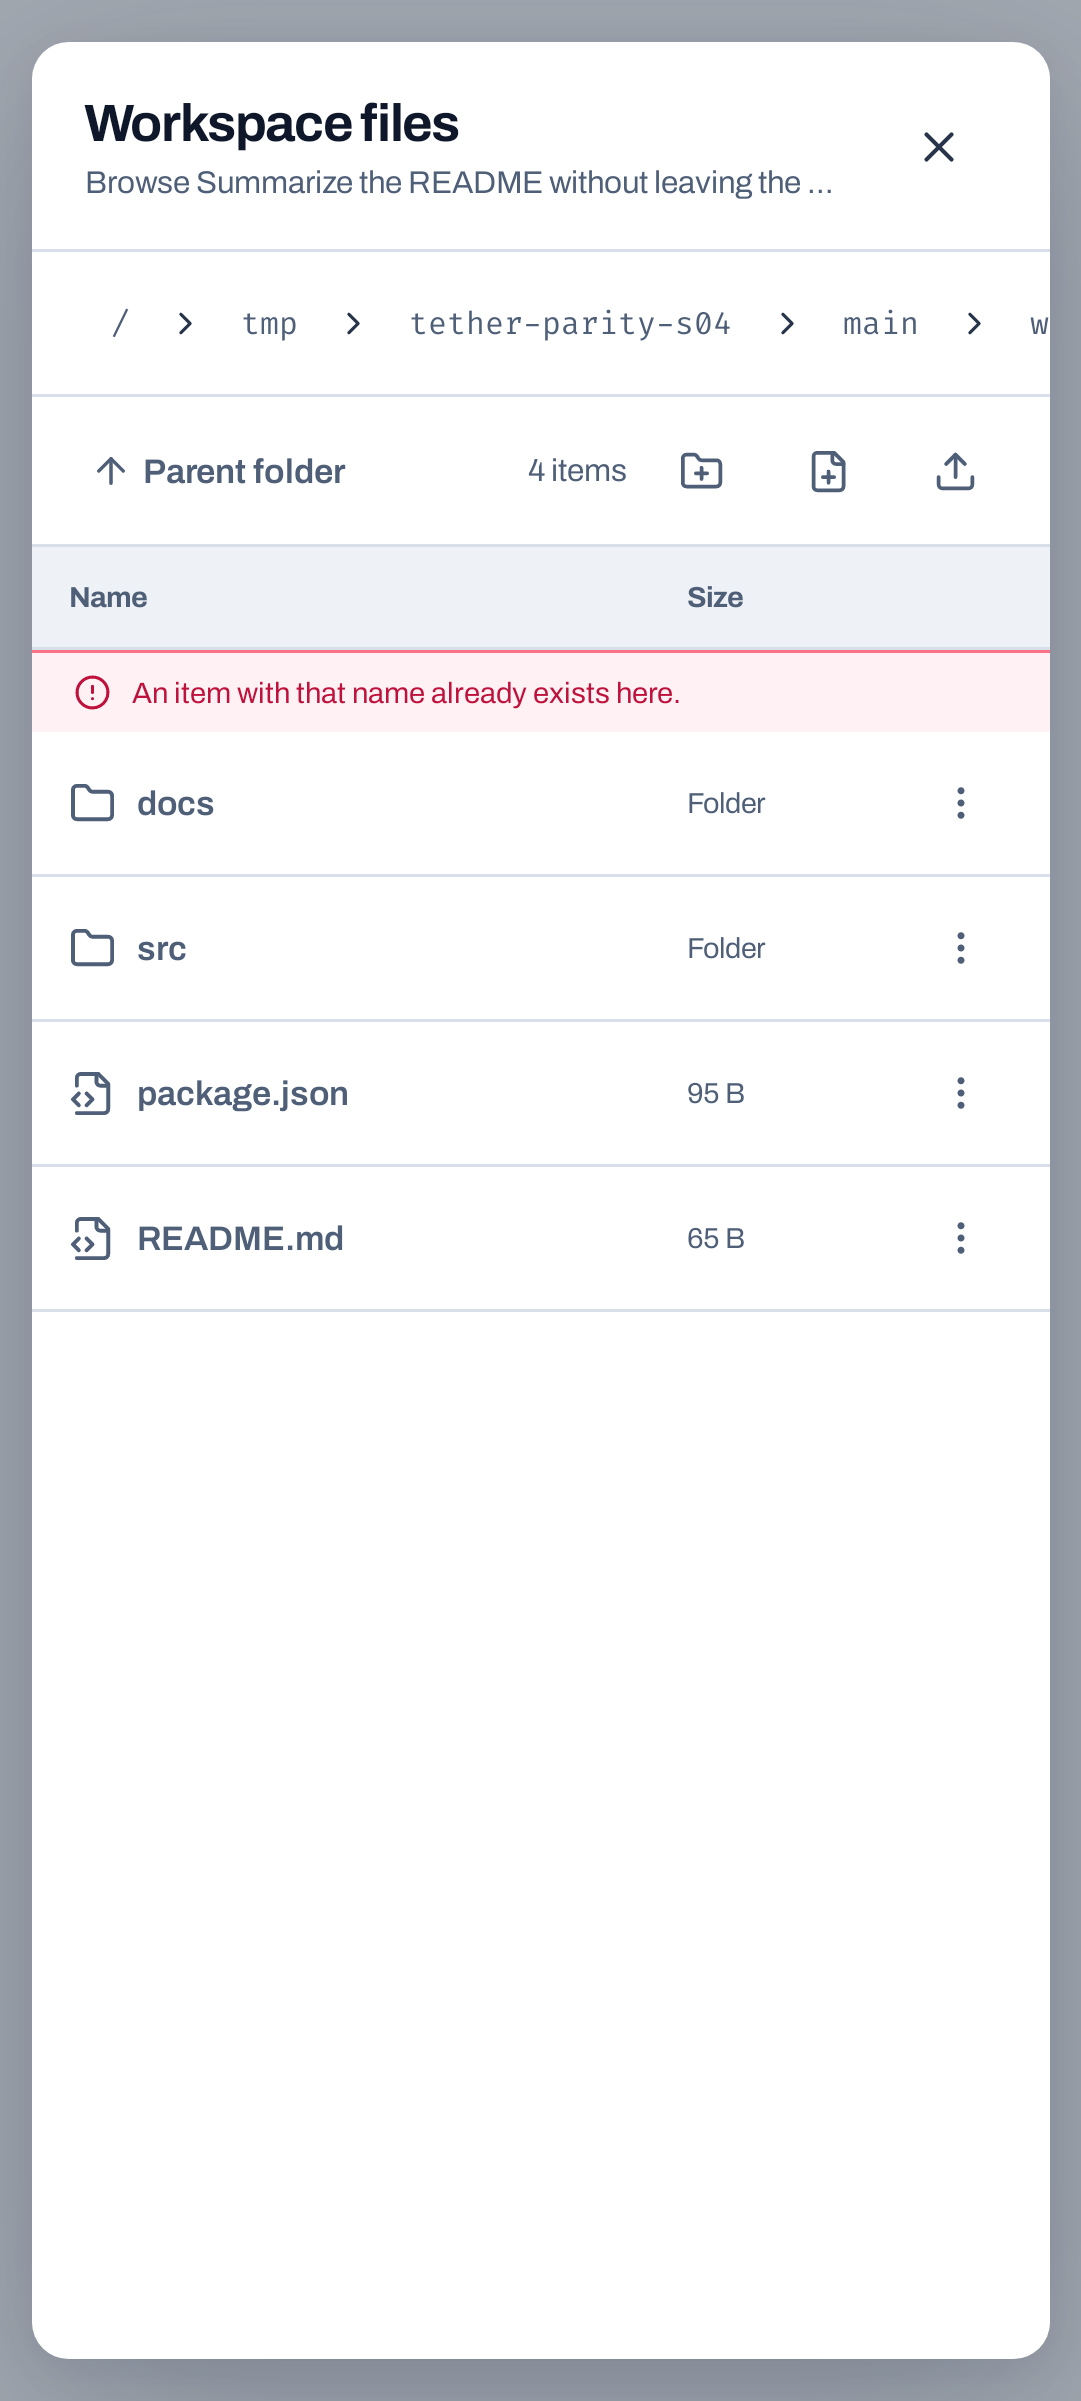 Workspace files
Browse Summarize the README without leaving the ...
/ > tmp > tether-parity-s04 > main > w
Parent folder 4 items
Name Size
An item with that name already exists here.
docs Folder
src Folder
package.json 95 B
README.md 65 B